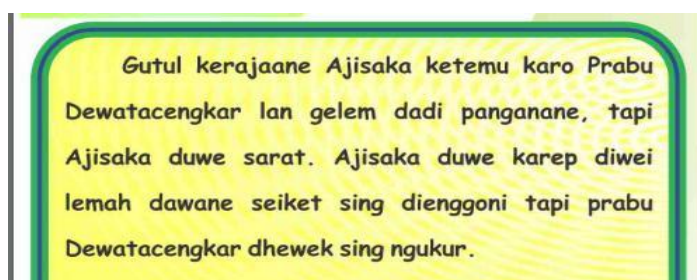 Gutul kerajaane Ajisaka ketemu karo Prabu
Dewatacengkar lan gelem dadi panganane, tapi
Ajisaka duwe sarat. Ajisaka duwe karep diwei
lemah dawane seiket sing dienggoni tapi prabu
Dewatacengkar dhewek sing ngukur.